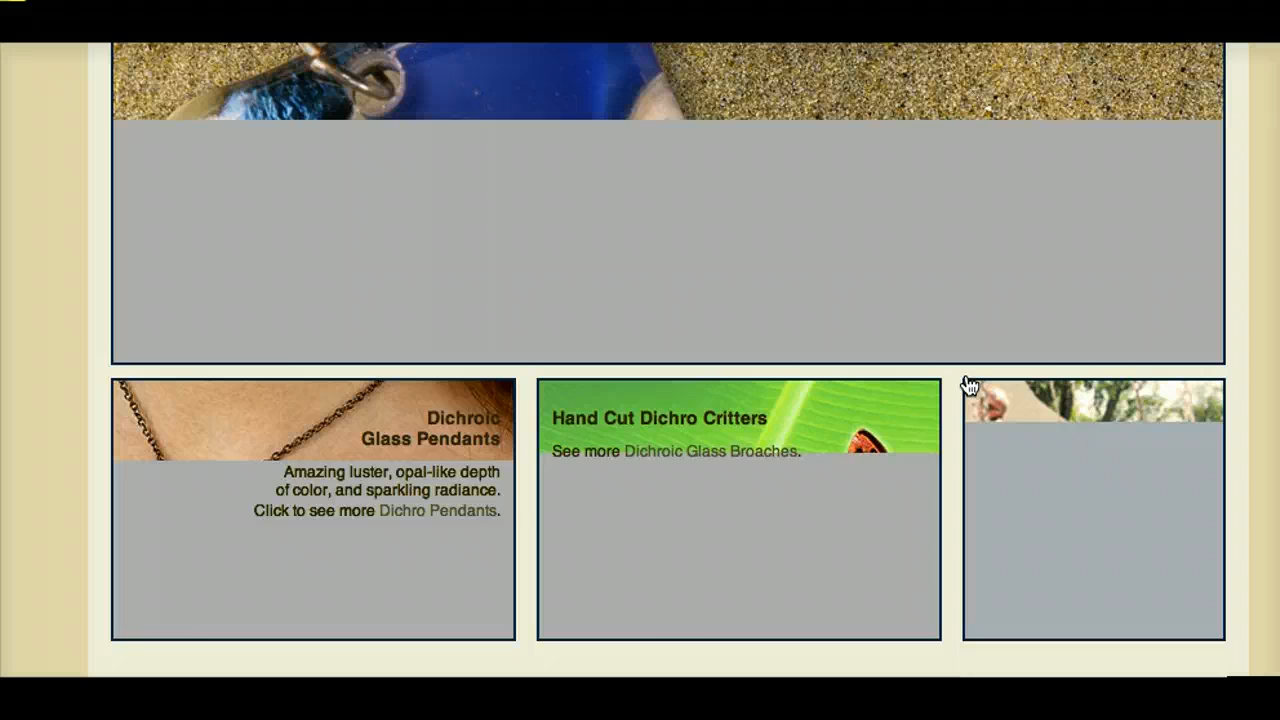 Dichroic
Glass Pendants
Amazing luster, opal-like depth
of color, and sparkling radiance.
Click to see more Dichro Pendants.
Hand Cut Dichro Critters
See more Dichroic Glass Broaches.